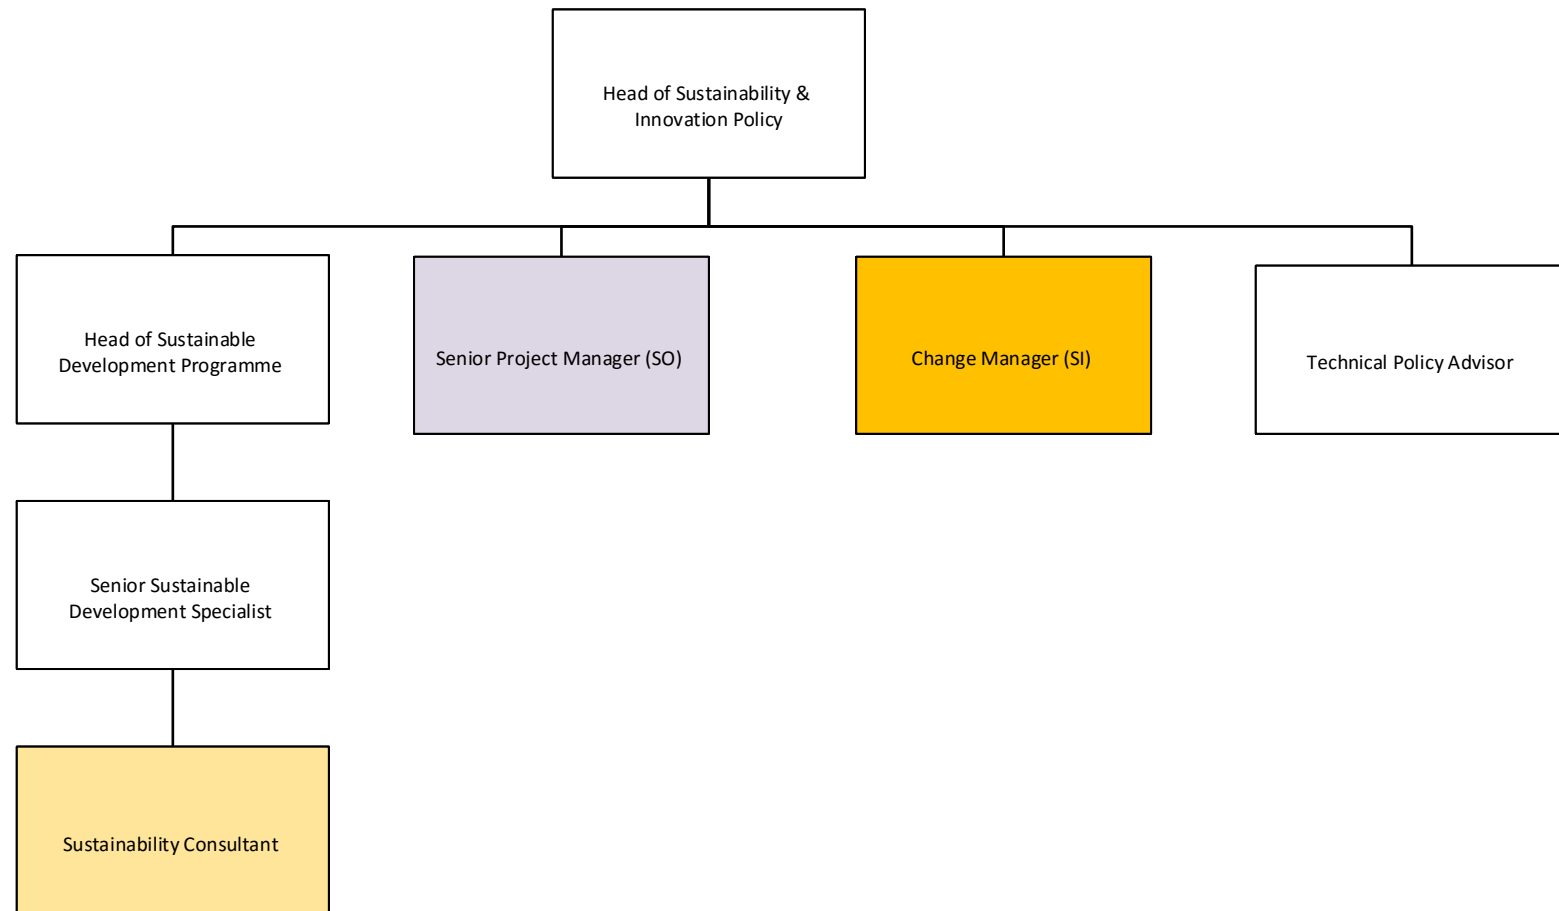 Head of Sustainability &
Innovation Policy
Head of Sustainable
Development Programme
Senior Project Manager (SO)
Change Manager (SI)
Technical Policy Advisor
Senior Sustainable
Development Specialist
Sustainability Consultant